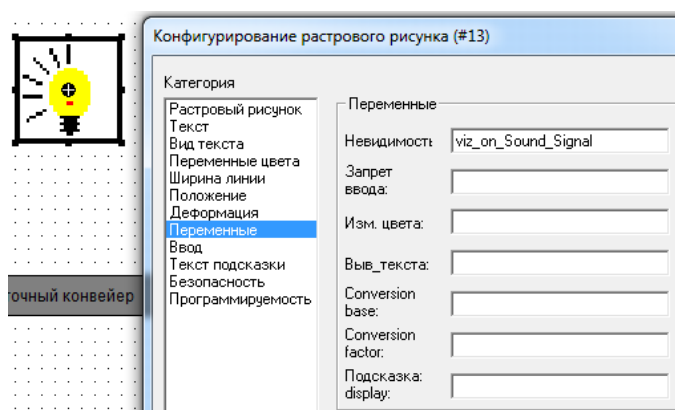 Конфигурирование растрового рисунка (#13)
Категория
Растровый рисунок
Текст
Вид текста
Переменные цвета
Ширина линии
Положение
Деформация
Переменные
Ввод
Текст подсказки
Безопасность
Программируемость
Переменные
Невидимость viz_on_Sound_Signal
Запрет
ввода:
Изм. цвета:
Выв_текста:
Conversion
base:
Conversion
factor:
Подсказка:
display:
точный конвейер